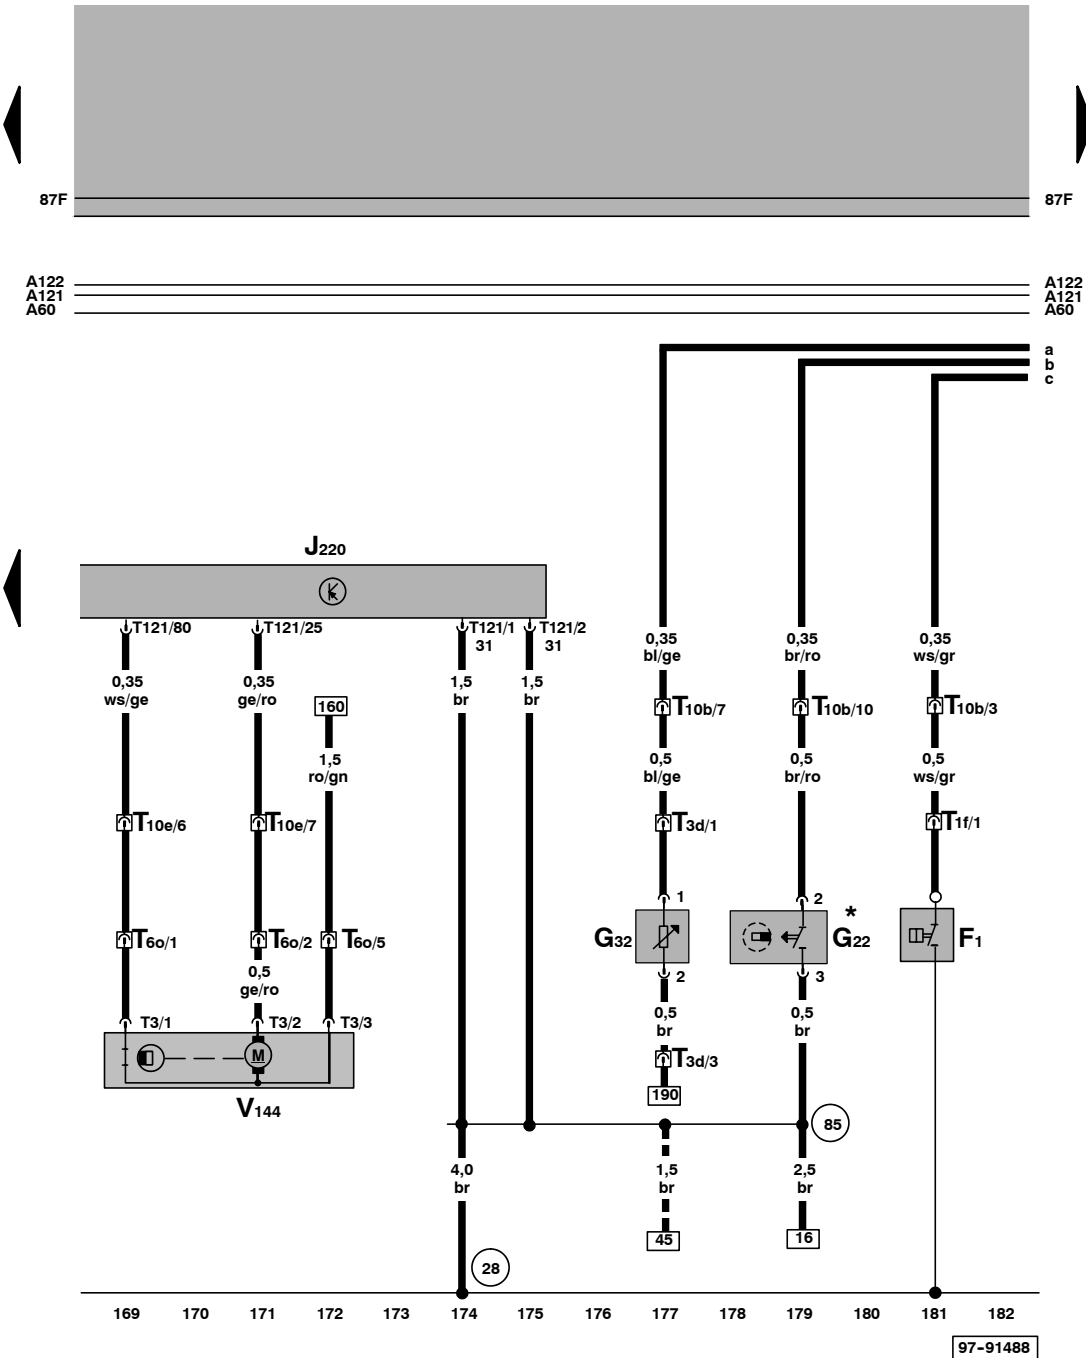 87F 87F
A122 A122
A121 A121
A60 A60
a
b
c
J220
T121/80 T121/25 T121/1 T121/2
31 31
0,35 0,35 0,35
bl/ge br/ro ws/gr
0,35 0,35 1,5 1,5
ws/ge ge/ro br br
160 T10b/7 T10b/10 T10b/3
1,5 0,5 0,5 0,5
ro/gn bl/ge br/ro ws/gr
T10e/6 T10e/7 T3d/1 T1f/1
1 2 *
T6o/1 T6o/2 T6o/5 G32 G22 F1
0,5 2 3
ge/ro
T3/1 T3/2 T3/3 0,5 0,5
br br
M T3d/3
190
V144
85
4,0 1,5 2,5
br br br
45 16
28
169 170 171 172 173 174 175 176 177 178 179 180 181 182
97-91488